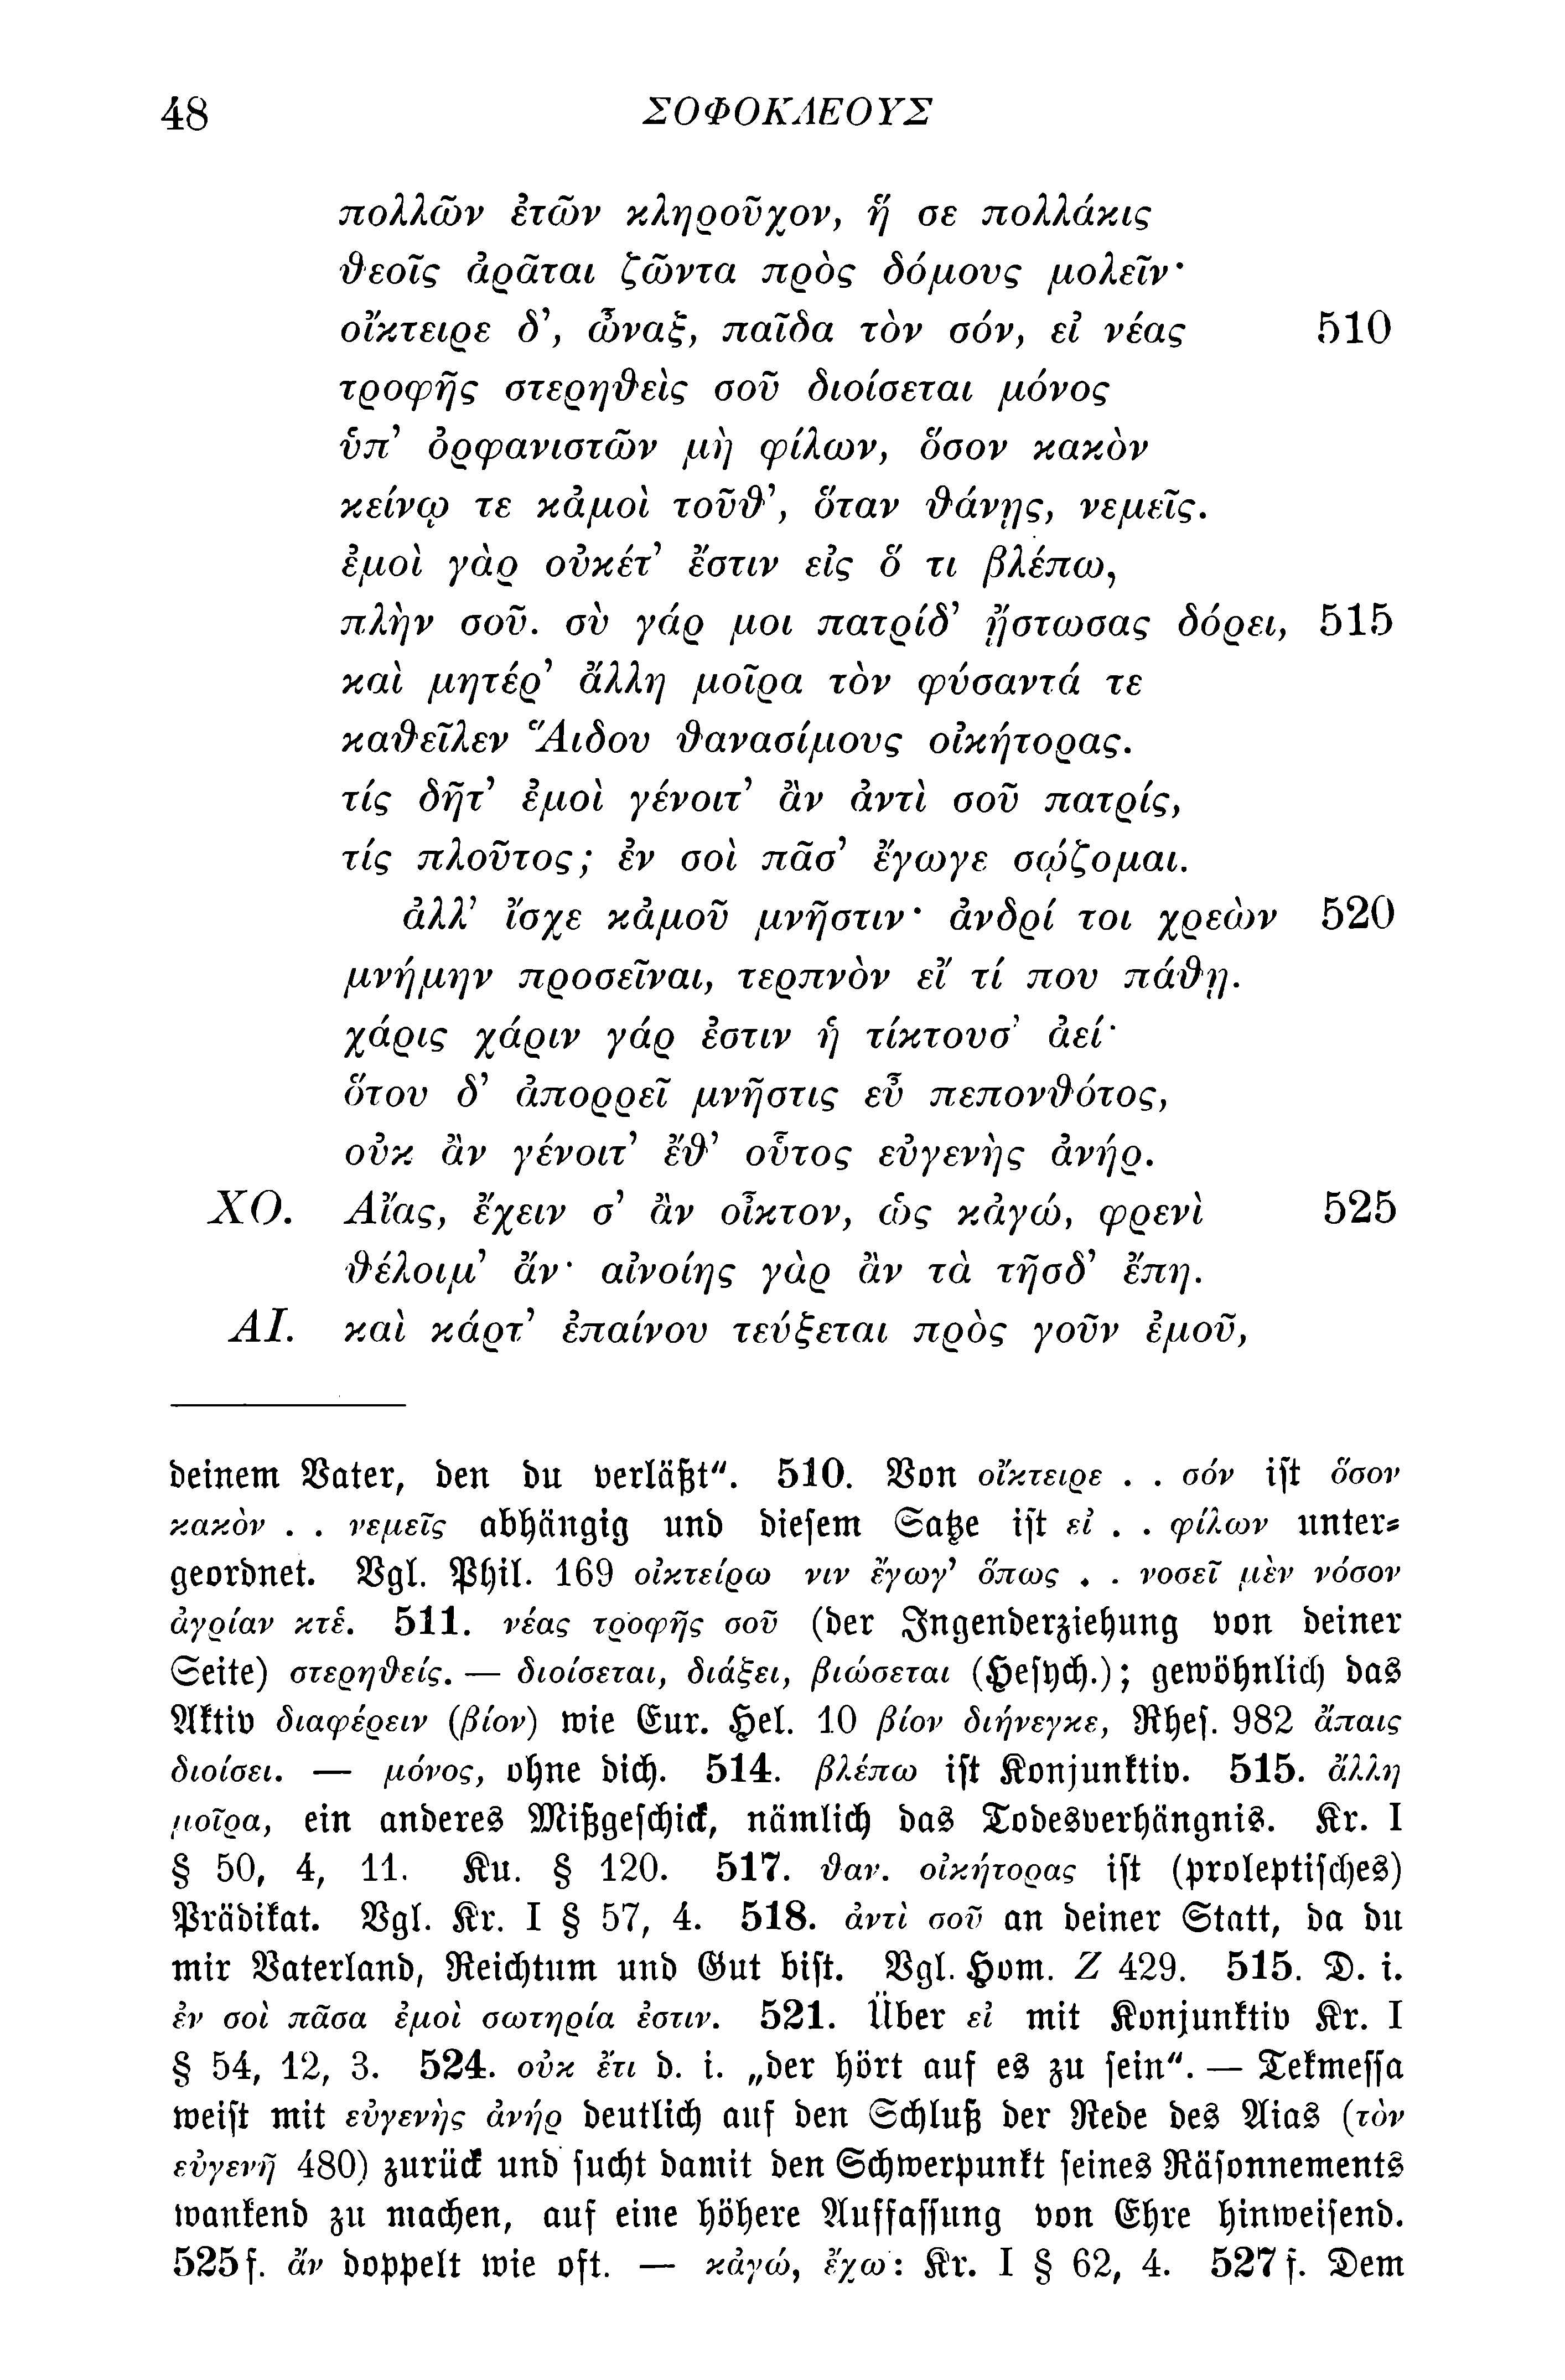 48 ΣΟΦΟΚΛΕΟΥΣ
πολλῶν ἐτῶν κληροῦχον, ἥ σε πολλάκις
θεοῖς ἀρᾶται ζῶντα πρὸς δόμους μολεῖν·
οἴκτειρε δ’, ὦναξ, παῖδα τὸν σόν, εἰ νέας 510
τροφῆς στερηθεὶς σοῦ διοίσεται μόνος
ὑπ’ ὀρφανιστῶν μὴ φίλων, ὅσον κακὸν
κείνῳ τε κἀμοὶ τοῦθ’, ὅταν θάνῃς, νεμεῖς.
ἐμοὶ γὰρ οὐκέτ’ ἔστιν εἰς ὅ τι βλέπω,
πλὴν σοῦ. σὺ γάρ μοι πατρίδ’ ᾔστωσας δόρει, 515
καὶ μητέρ’ ἄλλη μοῖρα τὸν φύσαντά τε
καθεῖλεν Ἅιδου θανασίμους οἰκήτορας.
τίς δῆτ’ ἐμοὶ γένοιτ’ ἂν ἀντὶ σοῦ πατρίς,
τίς πλοῦτος; ἐν σοὶ πᾶσ’ ἔγωγε σῴζομαι.
ἀλλ’ ἴσχε κἀμοῦ μνῆστιν· ἀνδρί τοι χρεὼν 520
μνήμην προσεῖναι, τερπνὸν εἴ τί που πάθῃ.
χάρις χάριν γάρ ἐστιν ἡ τίκτουσ’ ἀεί·
ὅτου δ’ ἀπορρεῖ μνῆστις εὖ πεπονθότος,
οὐκ ἂν γένοιτ’ ἔθ’ οὗτος εὐγενὴς ἀνήρ.
ΧΟ. Αἴας, ἔχειν σ’ ἂν οἶκτον, ὡς κἀγώ, φρενὶ 525
θέλοιμ’ ἄν· αἰνοίης γὰρ ἂν τὰ τῆσδ’ ἔπη.
ΑΙ. καὶ κάρτ’ ἐπαίνου τεύξεται πρὸς γοῦν ἐμοῦ,
deinem Vater, den du verläßt". 510. Von οἴκτειρε . . σόν ist ὅσον
κακὸν . . νεμεῖς abhängig und diesem Satze ist εἰ . . φίλων unter-
geordnet. Vgl. Phil. 169 οἰκτείρω νιν ἔγωγ’ ὅπως . . νοσεῖ μὲν νόσον
ἀγρίαν κτἑ. 511. νέας τροφῆς σοῦ (der Jngenderziehung von deiner
Seite) στερηθείς. — διοίσεται, διάξει, βιώσεται (Hesych.); gewöhnlich das
Aktiv διαφέρειν (βίον) wie Eur. Hel. 10 βίον διήνεγκε, Rhes. 982 ἄπαις
διοίσει. — μόνος, ohne dich. 514. βλέπω ist Konjunktiv. 515. ἄλλη
μοῖρα, ein anderes Mißgeschick, nämlich das Todesverhängnis. Kr. I
§ 50, 4, 11. Ku. § 120. 517. θαν. οἰκήτορας ist (proleptisches)
Prädikat. Vgl. Kr. I § 57, 4. 518. ἀντὶ σοῦ an deiner Statt, da du
mir Vaterland, Reichtum und Gut bist. Vgl. Hom. Ζ 429. 515. D. i.
ἐν σοὶ πᾶσα ἐμοὶ σωτηρία ἐστιν. 521. Über εἰ mit Konjunktiv Kr. I
§ 54, 12, 3. 524. οὐκ ἔτι d. i. „der hört auf es zu sein". — Tekmessa
weist mit εὐγενὴς ἀνήρ deutlich auf den Schluß der Rede des Aias (τὸν
εὐγενῆ 480) zurück und sucht damit den Schwerpunkt seines Räsonnements
wankend zu machen, auf eine höhere Auffassung von Ehre hinweisend.
525 f. ἄν doppelt wie oft. — κἀγώ, ἔχω: Kr. I § 62, 4. 527 f. Dem